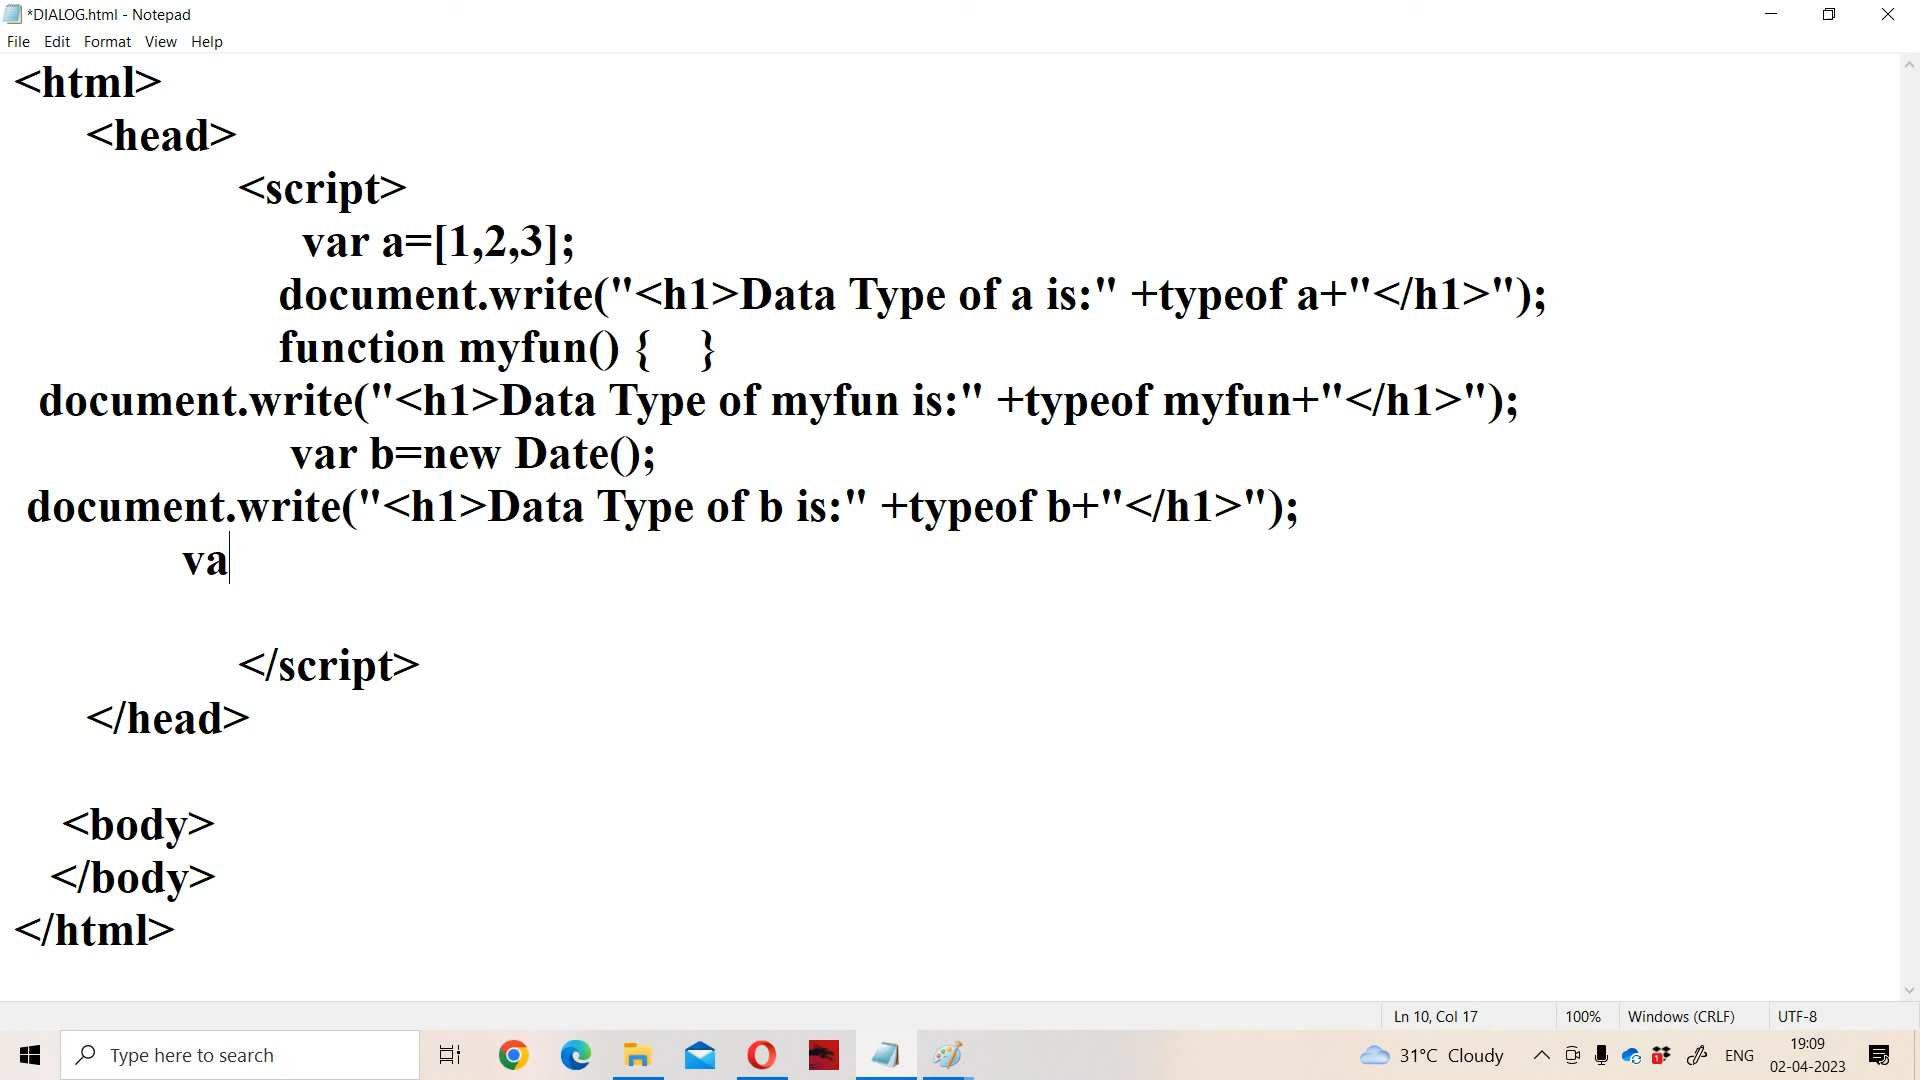 *DIALOG.html - Notepad
File Edit Format View Help
<html>
<head>
<script>
var a=[1,2,3];
document.write("<h1>Data Type of a is:" +typeof a+"</h1>");
function myfun() { }
document.write("<h1>Data Type of myfun is:" +typeof myfun+"</h1>");
var b=new Date();
document.write("<h1>Data Type of b is:" +typeof b+"</h1>");
va
</script>
</head>
<body>
</body>
</html>
Ln 10, Col 17 100% Windows (CRLF) UTF-8
Type here to search 31°C Cloudy 1 ENG 19:09
02-04-2023